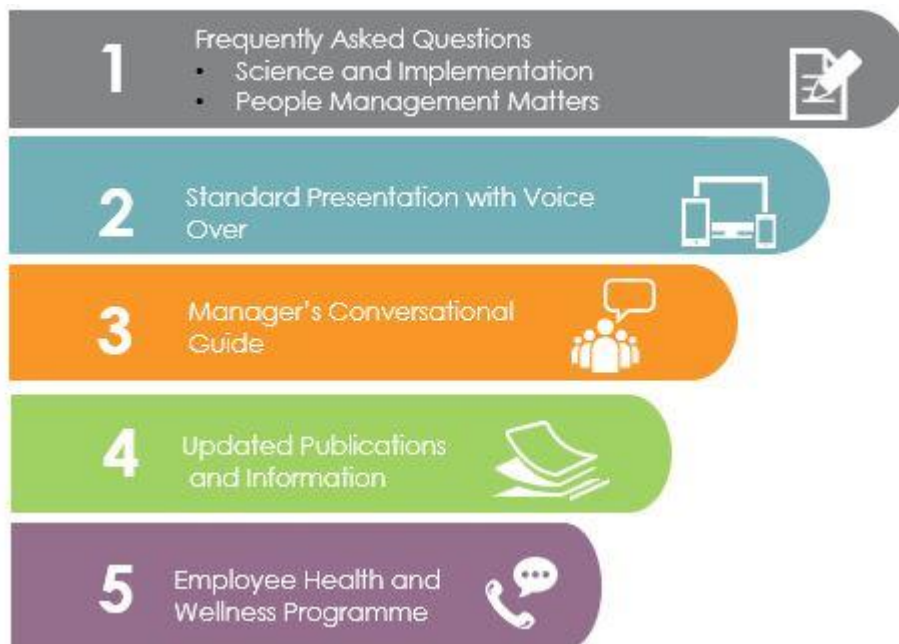 1
Frequently Asked Questions
• Science and Implementation
• People Management Matters
2
Standard Presentation with Voice
Over
3
Manager's Conversational
Guide
4
Updated Publications
and Information
5
Employee Health and
Wellness Programme